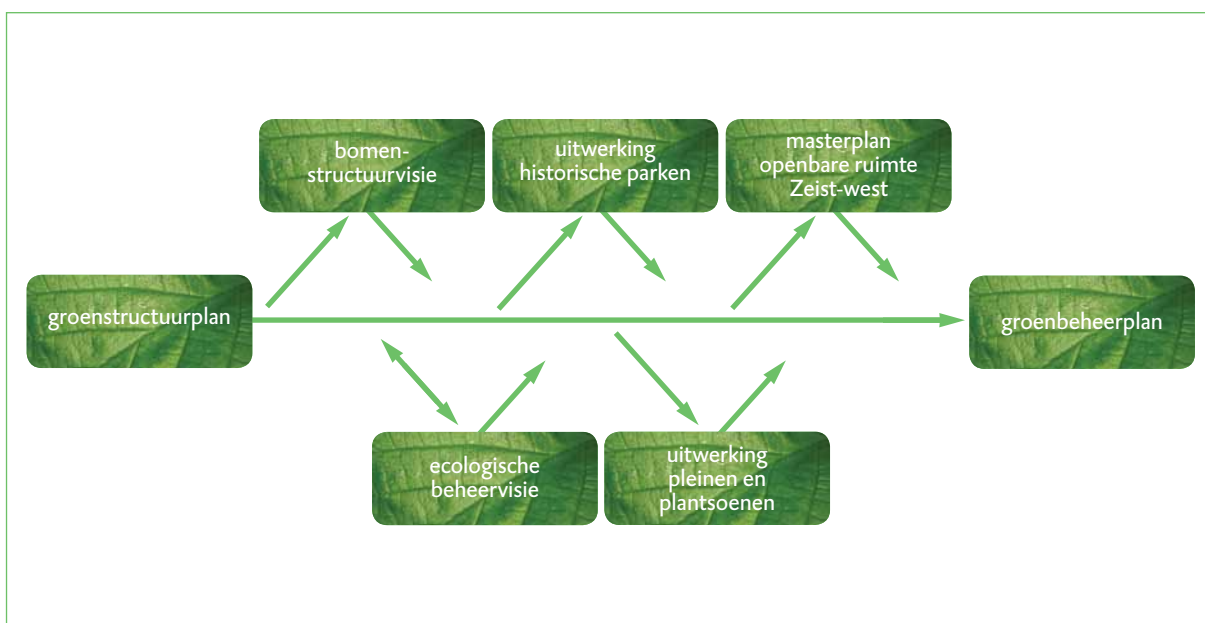 bomen-
structuurvisie
uitwerking
historische parken
masterplan
openbare ruimte
Zeist-west
groenstructuurplan
groenbeheerplan
ecologische
beheervisie
uitwerking
pleinen en
plantsoenen